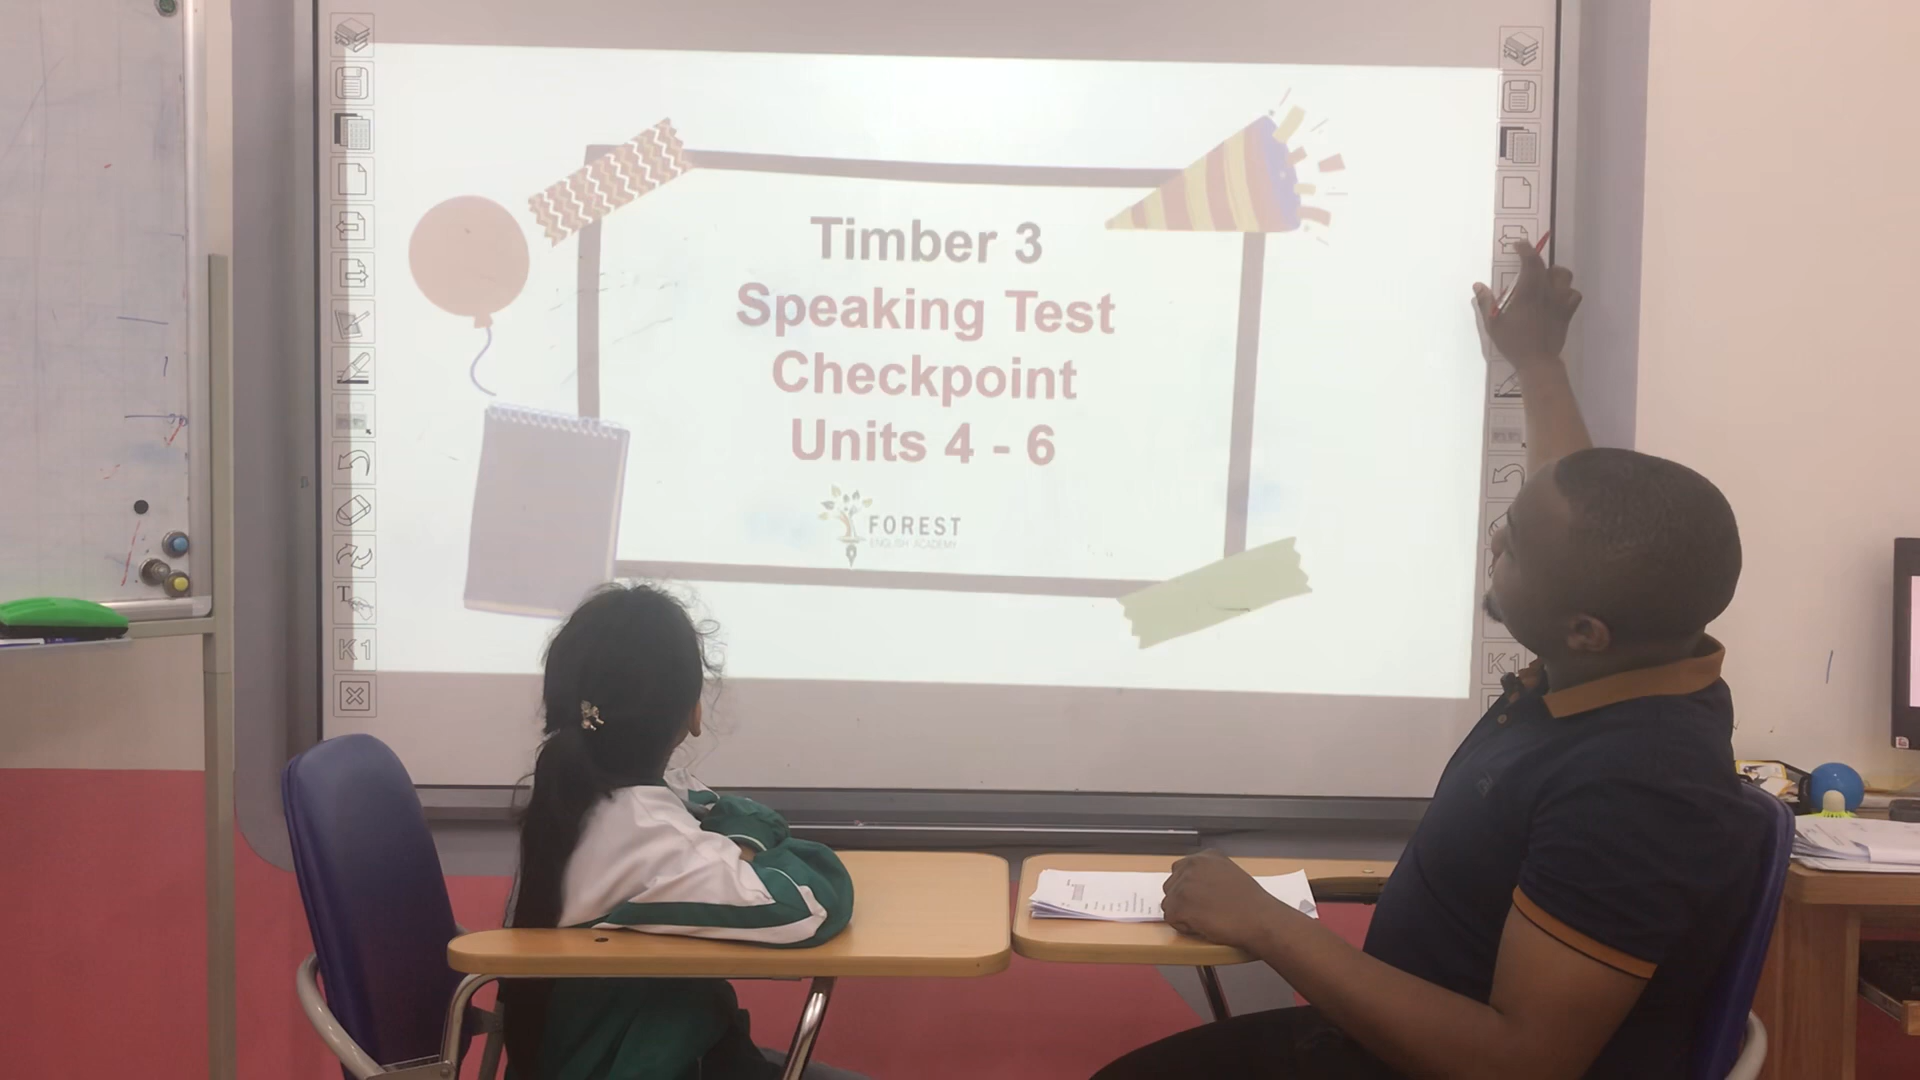 Timber 3
Speaking Test
Checkpoint
Units 4 - 6
FOREST
ENGLISH ACADEMY
T
K1
K1